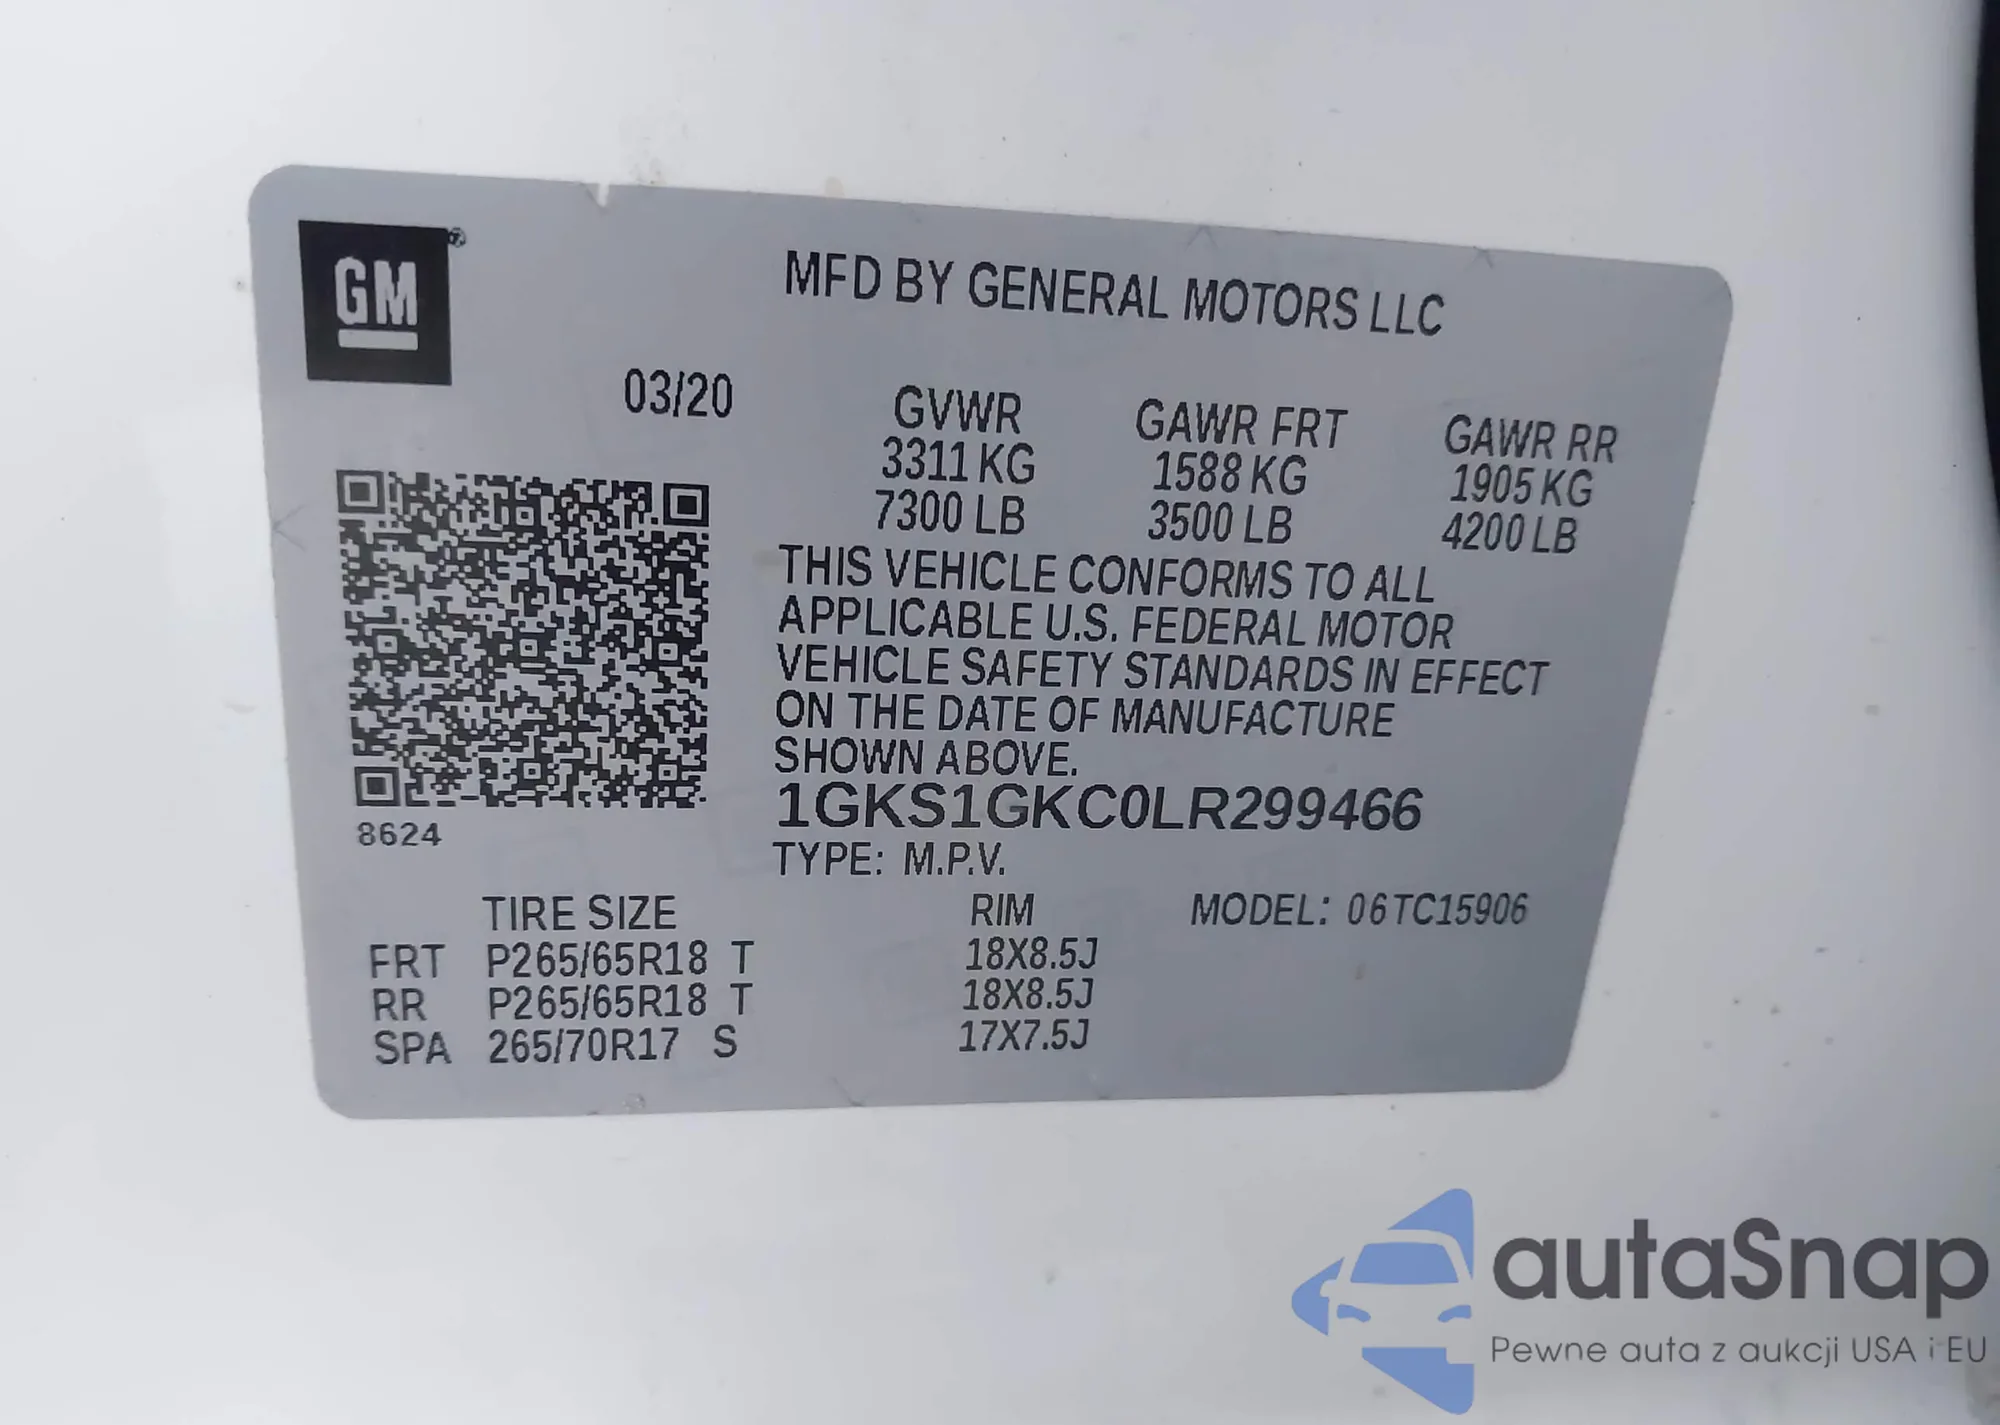 GM®
MFD BY GENERAL MOTORS LLC
03/20
GVWR GAWR FRT GAWR RR
3311 KG 1588 KG 1905 KG
7300 LB 3500 LB 4200 LB
THIS VEHICLE CONFORMS TO ALL
APPLICABLE U.S. FEDERAL MOTOR
VEHICLE SAFETY STANDARDS IN EFFECT
ON THE DATE OF MANUFACTURE
SHOWN ABOVE.
1GKS1GKC0LR299466
8624
TYPE: M.P.V.
TIRE SIZE RIM MODEL: 06TC15906
FRT P265/65R18 T 18X8.5J
RR P265/65R18 T 18X8.5J
SPA 265/70R17 S 17X7.5J
autaSnap
Pewne auta z aukcji USA i EU